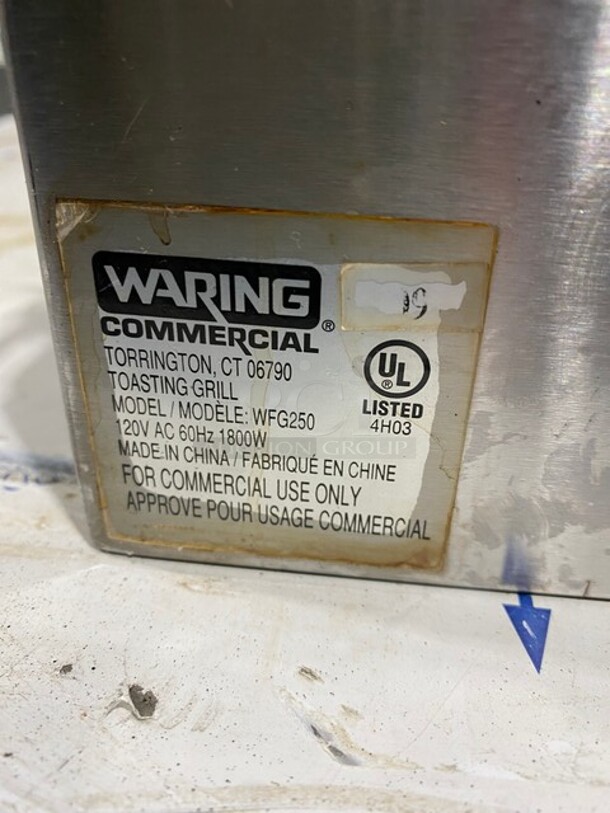 WARING®
COMMERCIAL
TORRINGTON, CT 06790
TOASTING GRILL
MODEL / MODÈLE: WFG250
120V AC 60Hz 1800W
MADE IN CHINA / FABRIQUÉ EN CHINE
FOR COMMERCIAL USE ONLY
APPROVE POUR USAGE COMMERCIAL
UL®
LISTED
4H03
GROUP